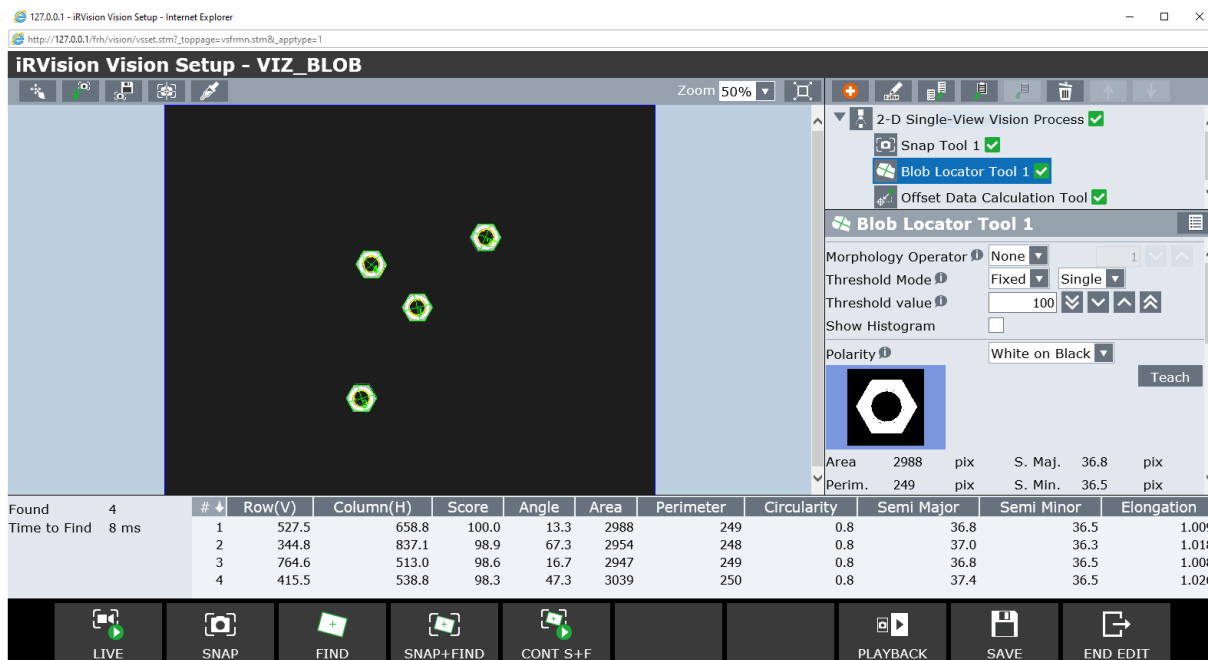 127.0.0.1 - iRVision Vision Setup - Internet Explorer
http://127.0.0.1/frh/vision/vsset.stm?_toppage=vsfrmn.stm&_apptype=1
iRVision Vision Setup - VIZ_BLOB
Zoom 50%
2-D Single-View Vision Process
Snap Tool 1
Blob Locator Tool 1
Offset Data Calculation Tool
Blob Locator Tool 1
Morphology Operator None 1
Threshold Mode Fixed Single
Threshold value 100
Show Histogram
Polarity White on Black
Teach
Area 2988 pix S. Maj. 36.8 pix
Perim. 249 pix S. Min. 36.5 pix
Found 4
Time to Find 8 ms
# Row(V) Column(H) Score Angle Area Perimeter Circularity Semi Major Semi Minor Elongation
1 527.5 658.8 100.0 13.3 2988 249 0.8 36.8 36.5 1.009
2 344.8 837.1 98.9 67.3 2954 248 0.8 37.0 36.3 1.018
3 764.6 513.0 98.6 16.7 2947 249 0.8 36.8 36.5 1.008
4 415.5 538.8 98.3 47.3 3039 250 0.8 37.4 36.5 1.026
LIVE SNAP FIND SNAP+FIND CONT S+F PLAYBACK SAVE END EDIT